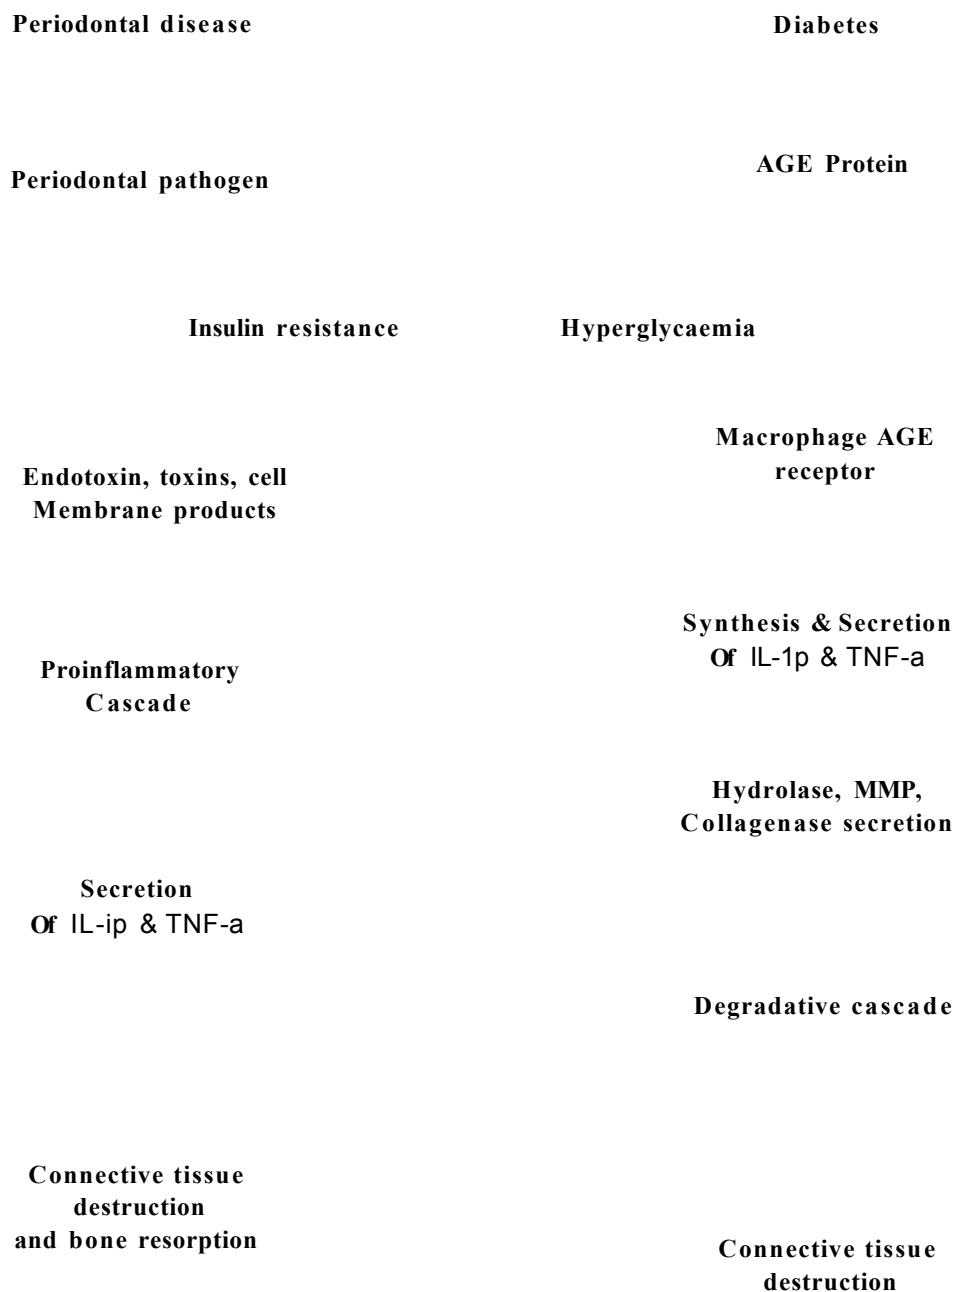 Periodontal disease
Diabetes
AGE Protein
Periodontal pathogen
Insulin resistance
Hyperglycaemia
Macrophage AGE
receptor
Endotoxin, toxins, cell
Membrane products
Synthesis & Secretion
Of IL-1p & TNF-a
Proinflammatory
Cascade
Hydrolase, MMP,
Collagenase secretion
Secretion
Of IL-ip & TNF-a
Degradative cascade
Connective tissue
destruction
and bone resorption
Connective tissue
destruction